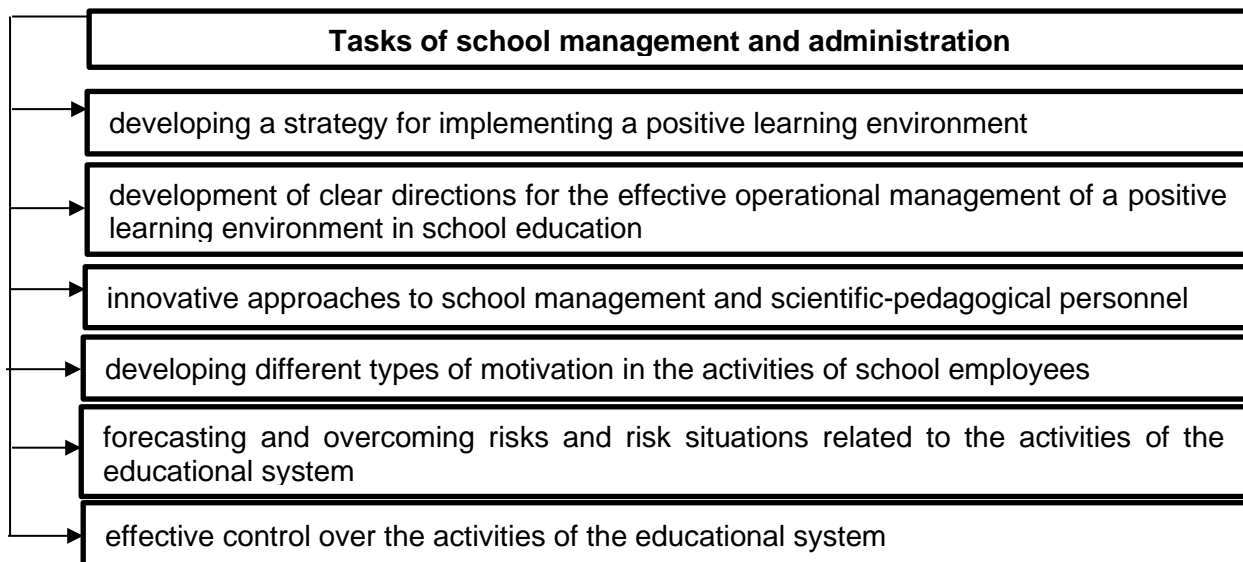 Tasks of school management and administration
developing a strategy for implementing a positive learning environment
development of clear directions for the effective operational management of a positive
learning environment in school education
innovative approaches to school management and scientific-pedagogical personnel
developing different types of motivation in the activities of school employees
forecasting and overcoming risks and risk situations related to the activities of the
educational system
effective control over the activities of the educational system